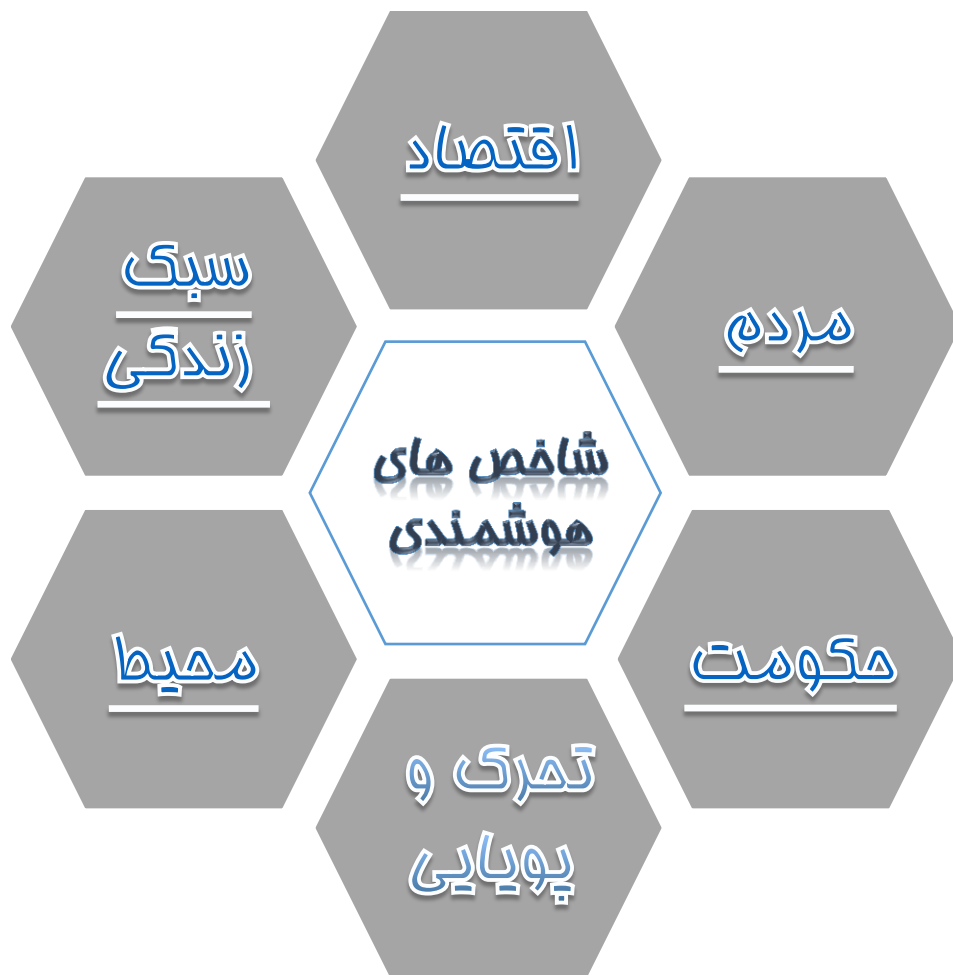 اقتصاد
مردم
سبک
زندگی
شاخص های
هوشمندی
حکومت
محیط
تحرک و
پویایی